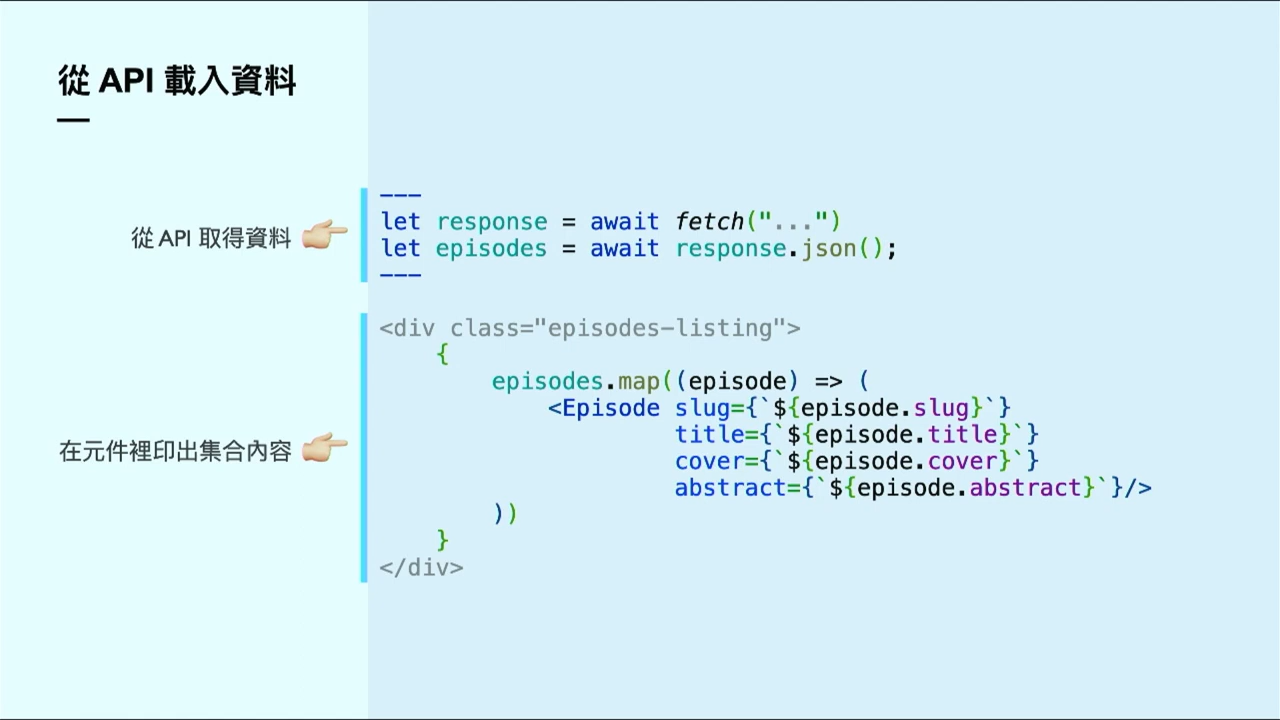 從 API 載入資料
從 API 取得資料 👉🏼
---
let response = await fetch("...")
let episodes = await response.json();
---
在元件裡印出集合內容 👉🏼
<div class="episodes-listing">
    {
        episodes.map((episode) => (
            <Episode slug={`${episode.slug}`}
                     title={`${episode.title}`}
                     cover={`${episode.cover}`}
                     abstract={`${episode.abstract}`}/>
        ))
    }
</div>